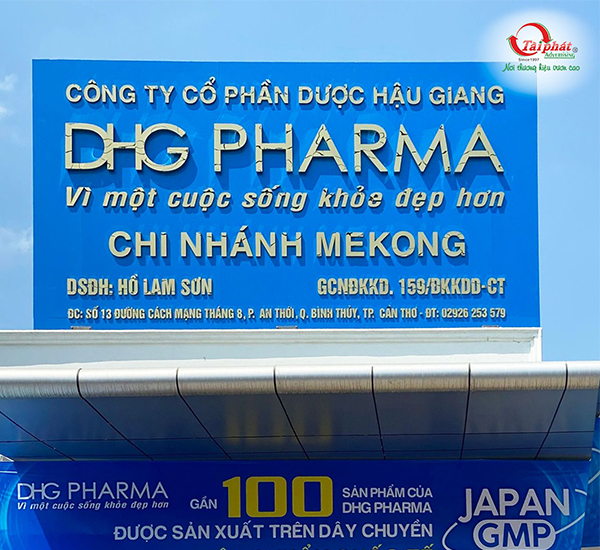 Tài phát®
ADVERTISING
Since 1997
Nơi thương hiệu vươn cao
CÔNG TY CỔ PHẦN DƯỢC HẬU GIANG
DHG PHARMA
Vì một cuộc sống khỏe đẹp hơn
CHI NHÁNH MEKONG
DSĐH: HỒ LAM SƠN GCNĐKKD. 159/ĐKKDD-CT
ĐC: SỐ 13 ĐƯỜNG CÁCH MẠNG THÁNG 8, P. AN THỚI, Q. BÌNH THỦY, TP. CẦN THƠ - ĐT: 02926 253 579
DHG PHARMA
Vì một cuộc sống khỏe đẹp hơn
GẦN 100 SẢN PHẨM CỦA
DHG PHARMA
ĐƯỢC SẢN XUẤT TRÊN DÂY CHUYỀN
JAPAN
GMP